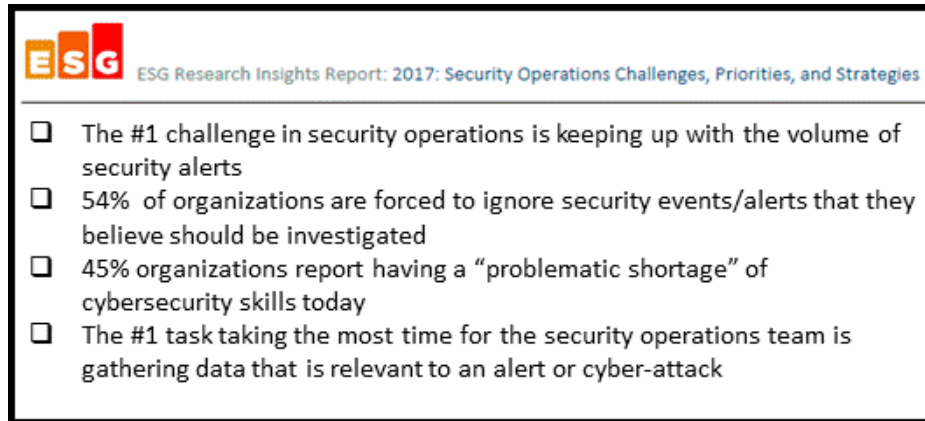 ESG
ESG Research Insights Report: 2017: Security Operations Challenges, Priorities, and Strategies
❑ The #1 challenge in security operations is keeping up with the volume of
security alerts
❑ 54% of organizations are forced to ignore security events/alerts that they
believe should be investigated
❑ 45% organizations report having a “problematic shortage” of
cybersecurity skills today
❑ The #1 task taking the most time for the security operations team is
gathering data that is relevant to an alert or cyber-attack